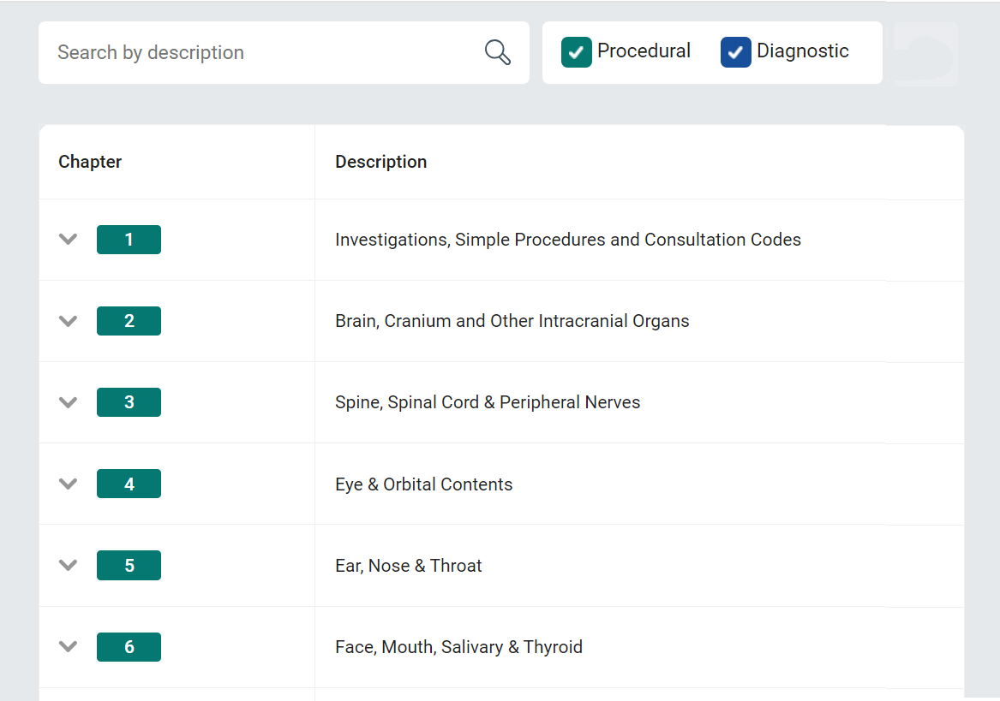 Search by description
Procedural Diagnostic
Chapter Description
1 Investigations, Simple Procedures and Consultation Codes
2 Brain, Cranium and Other Intracranial Organs
3 Spine, Spinal Cord & Peripheral Nerves
4 Eye & Orbital Contents
5 Ear, Nose & Throat
6 Face, Mouth, Salivary & Thyroid